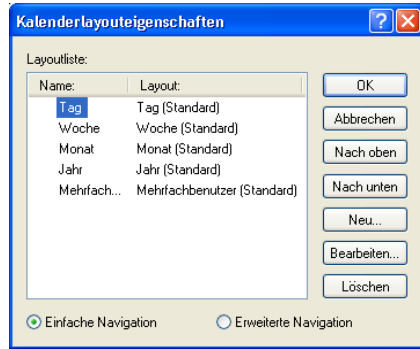 Kalenderlayouteigenschaften
Layoutliste:
Name: Layout:
Tag Tag (Standard)
Woche Woche (Standard)
Monat Monat (Standard)
Jahr Jahr (Standard)
Mehrfach... Mehrfachbenutzer (Standard)
OK
Abbrechen
Nach oben
Nach unten
Neu...
Bearbeiten...
Löschen
Einfache Navigation Erweiterte Navigation